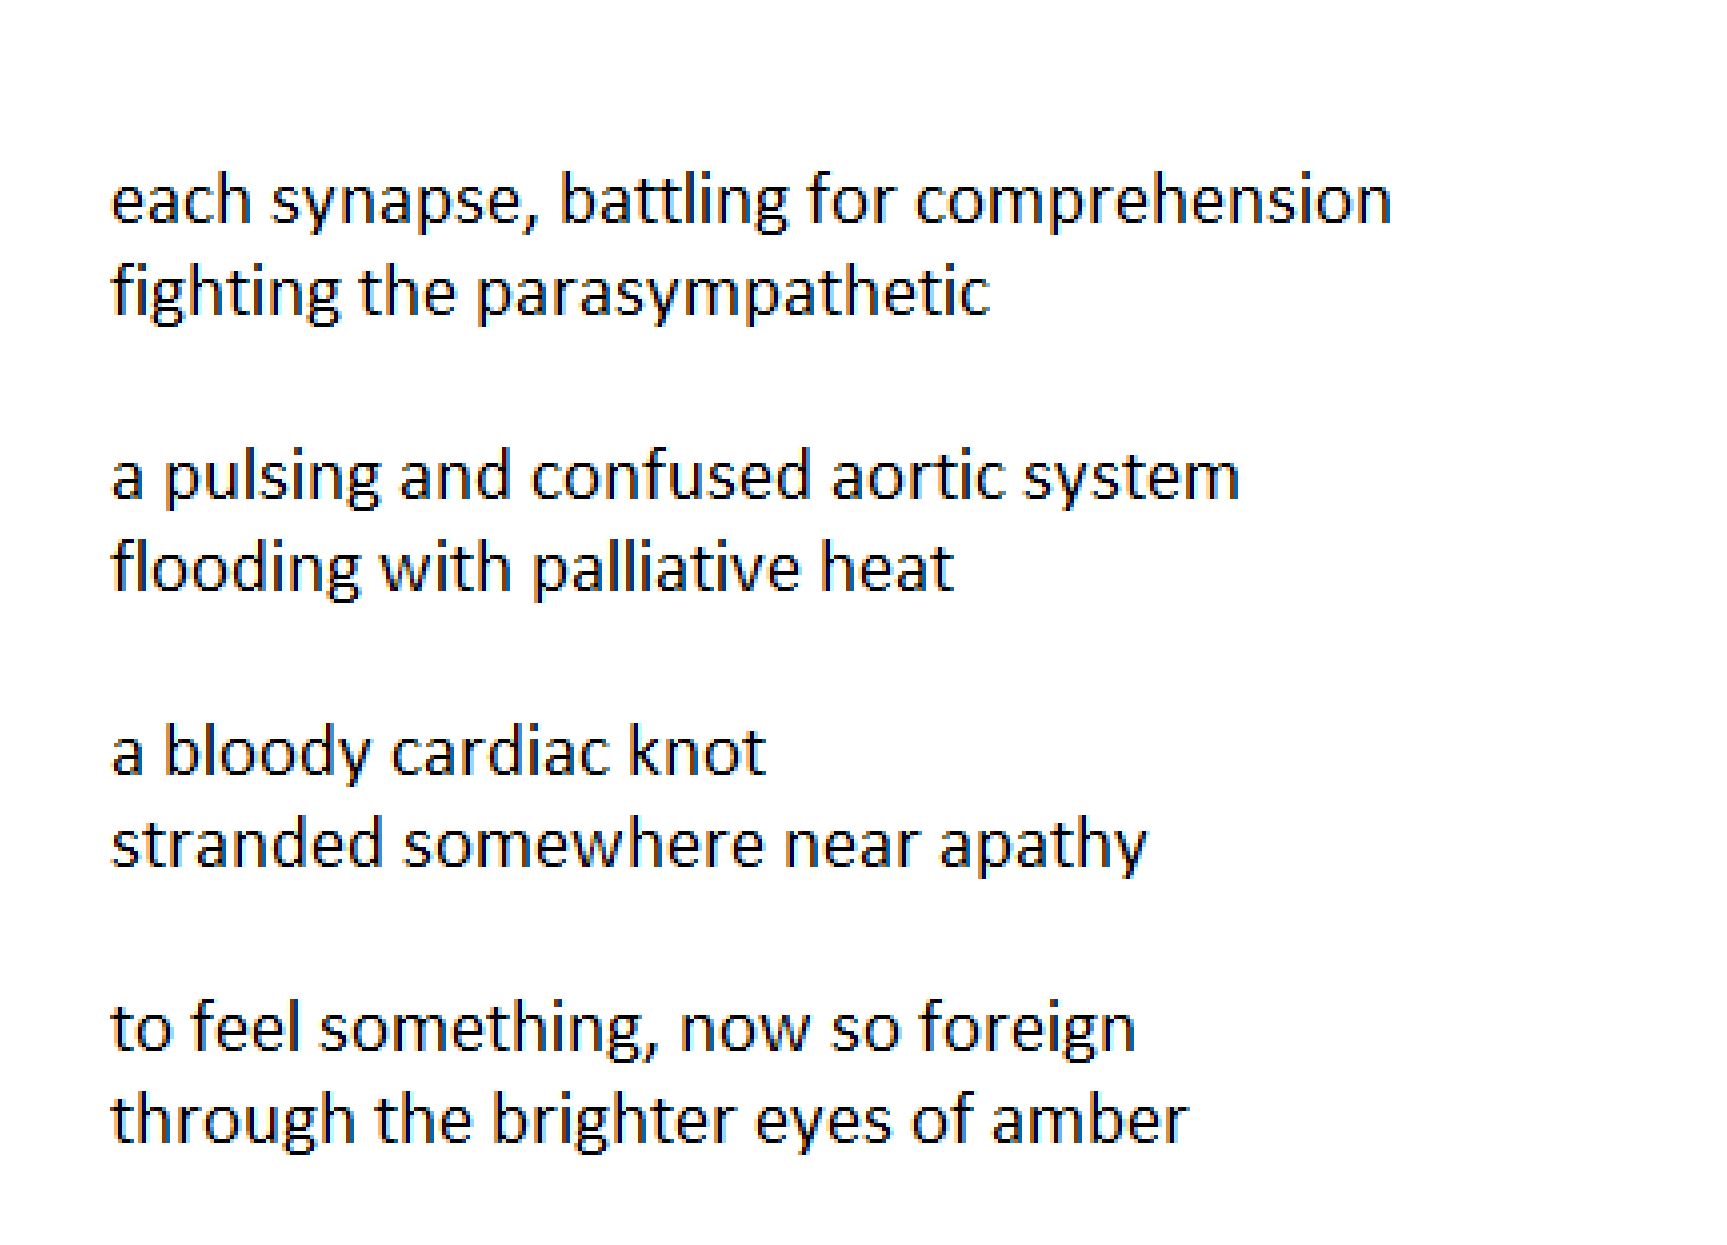 each synapse, battling for comprehension
fighting the parasympathetic
a pulsing and confused aortic system
flooding with palliative heat
a bloody cardiac knot
stranded somewhere near apathy
to feel something, now so foreign
through the brighter eyes of amber